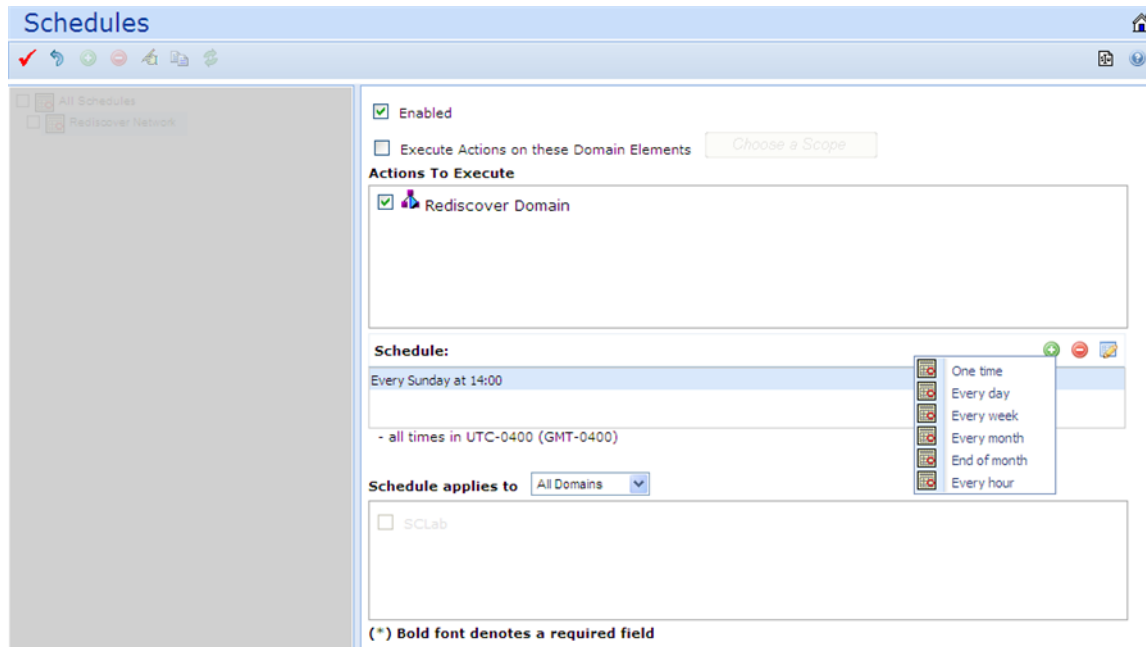 Schedules
All Schedules
Rediscover Network
Enabled
Execute Actions on these Domain Elements
Choose a Scope
Actions To Execute
Rediscover Domain
Schedule:
Every Sunday at 14:00
One time
Every day
Every week
Every month
End of month
Every hour
- all times in UTC-0400 (GMT-0400)
Schedule applies to All Domains
SCLab
(*) Bold font denotes a required field